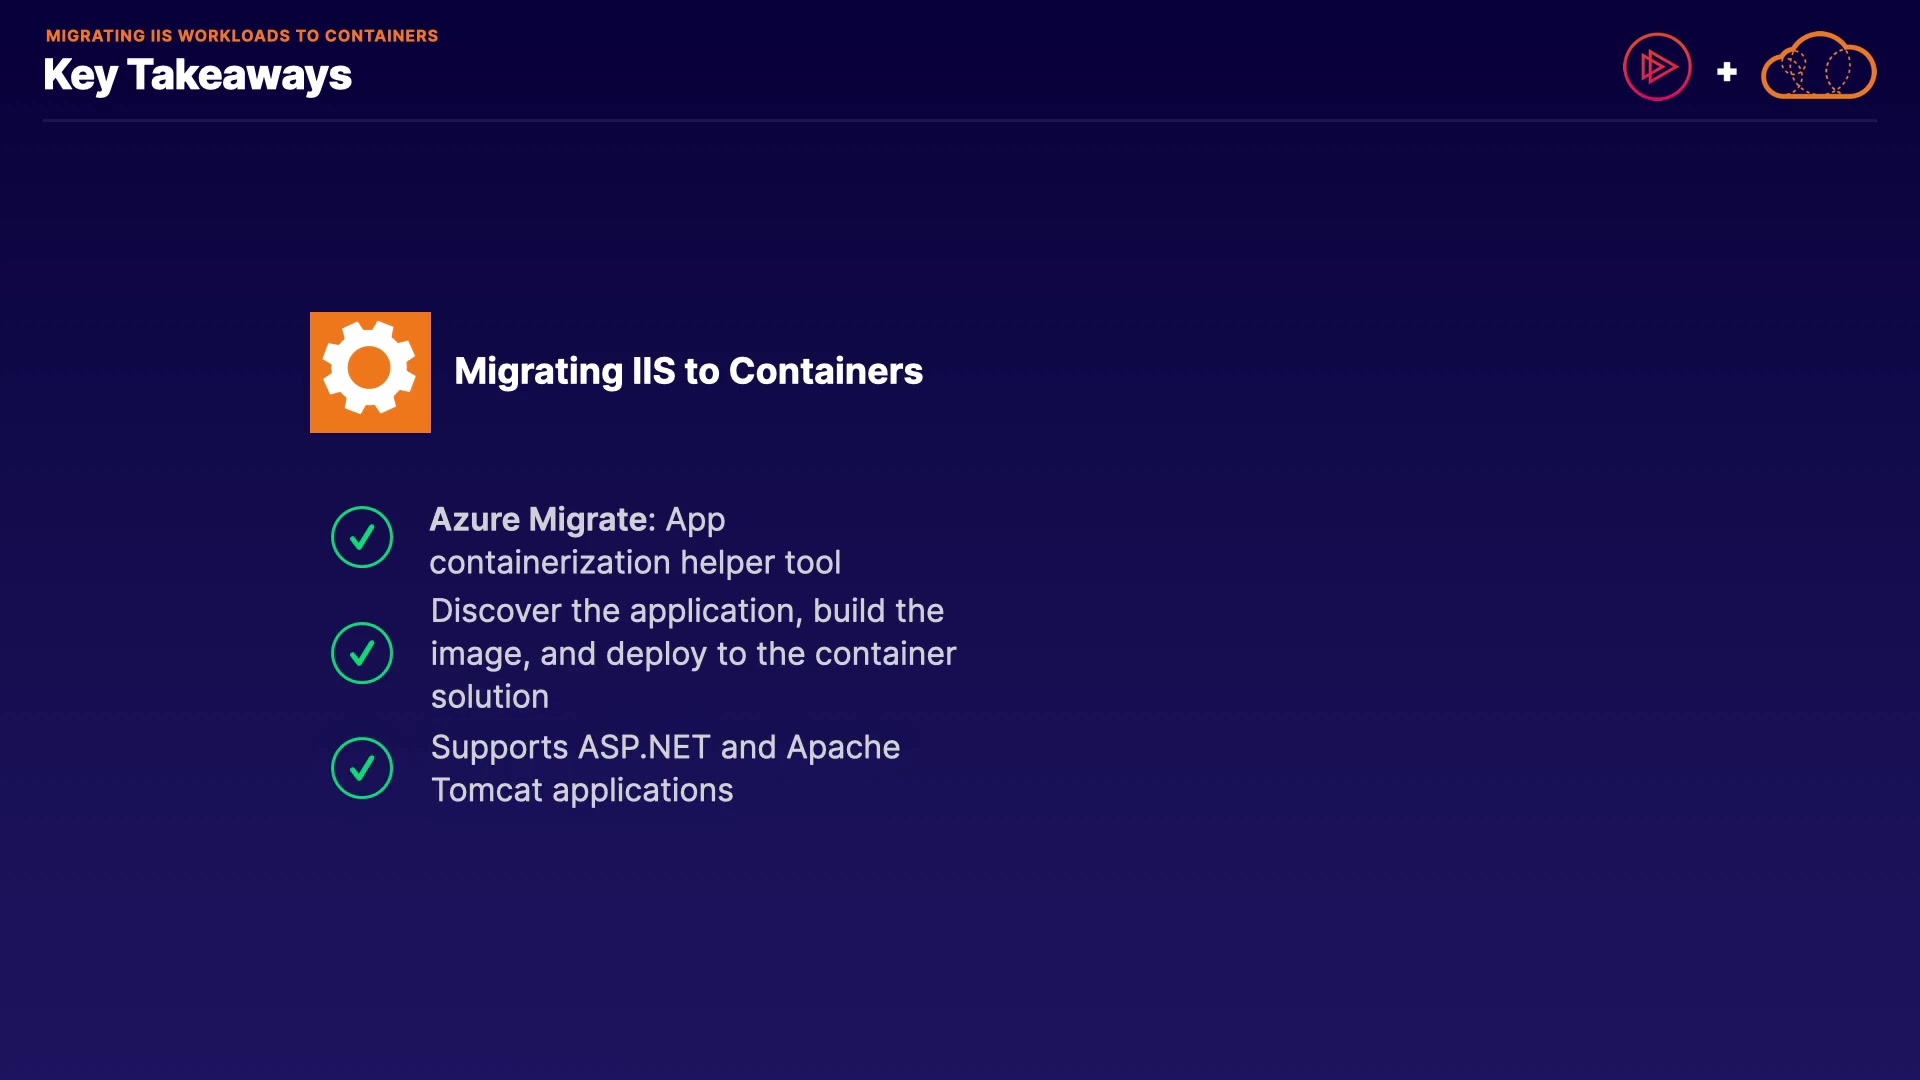 MIGRATING IIS WORKLOADS TO CONTAINERS
Key Takeaways
Migrating IIS to Containers
Azure Migrate: App
containerization helper tool
Discover the application, build the
image, and deploy to the container
solution
Supports ASP.NET and Apache
Tomcat applications